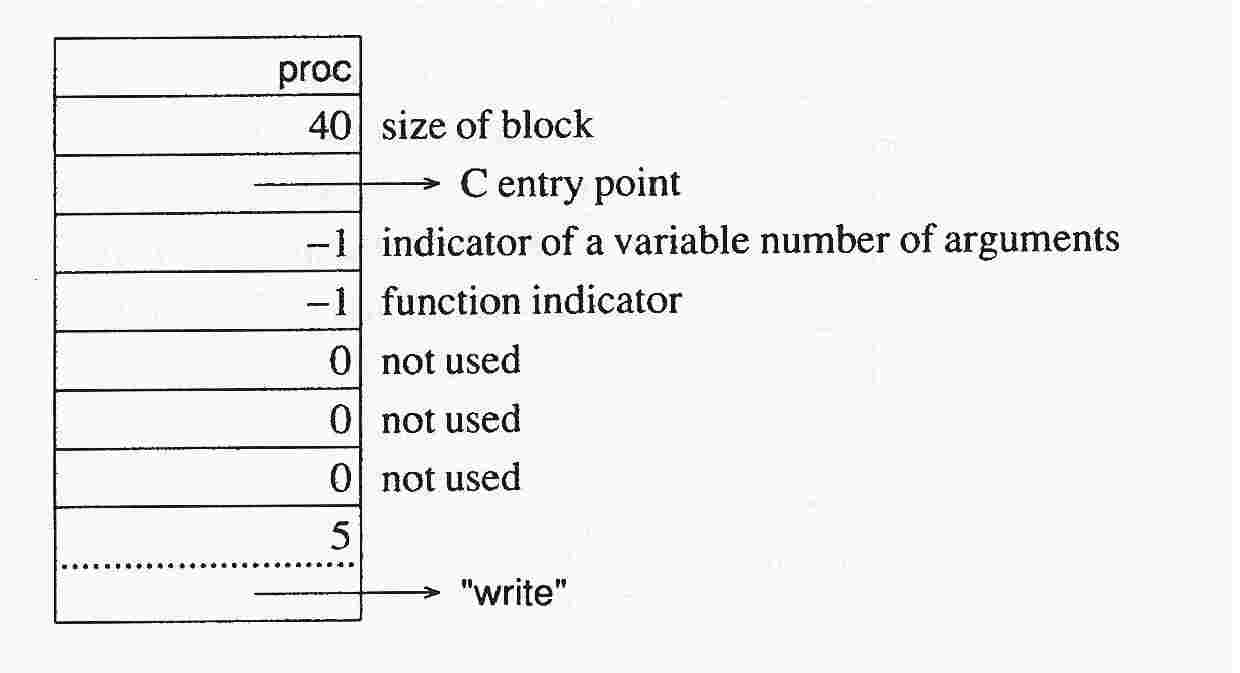 proc
40 size of block
C entry point
−1 indicator of a variable number of arguments
−1 function indicator
0 not used
0 not used
0 not used
5
"write"